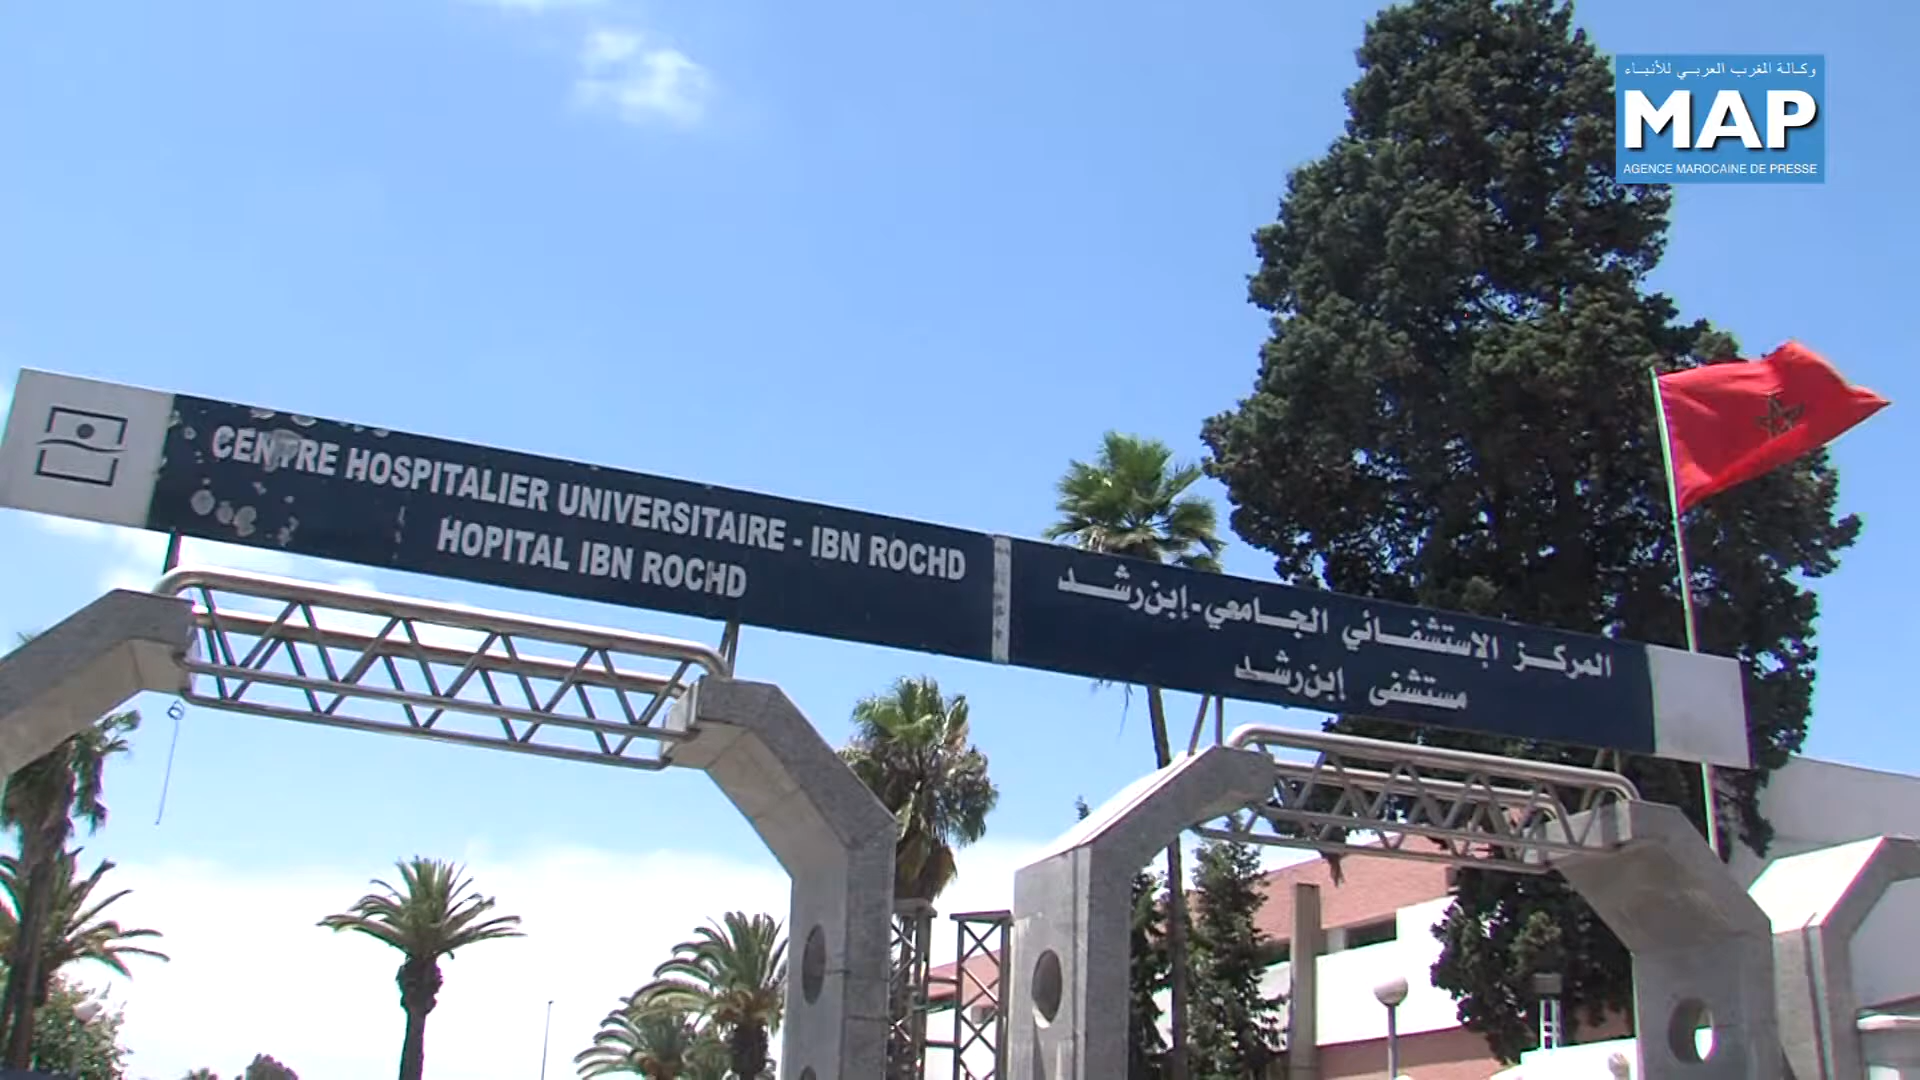 وكالة المغرب العربي للأنباء
MAP
AGENCE MAROCAINE DE PRESSE
CENTRE HOSPITALIER UNIVERSITAIRE - IBN ROCHD
HOPITAL IBN ROCHD
المركز الإستشفائي الجامعي-إبن رشد
مستشفى إبن رشد